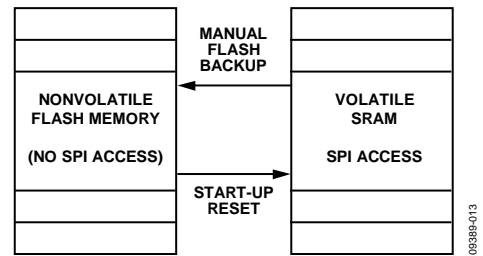 MANUAL
FLASH
BACKUP
NONVOLATILE
FLASH MEMORY
(NO SPI ACCESS)
VOLATILE
SRAM
SPI ACCESS
START-UP
RESET
09389-013